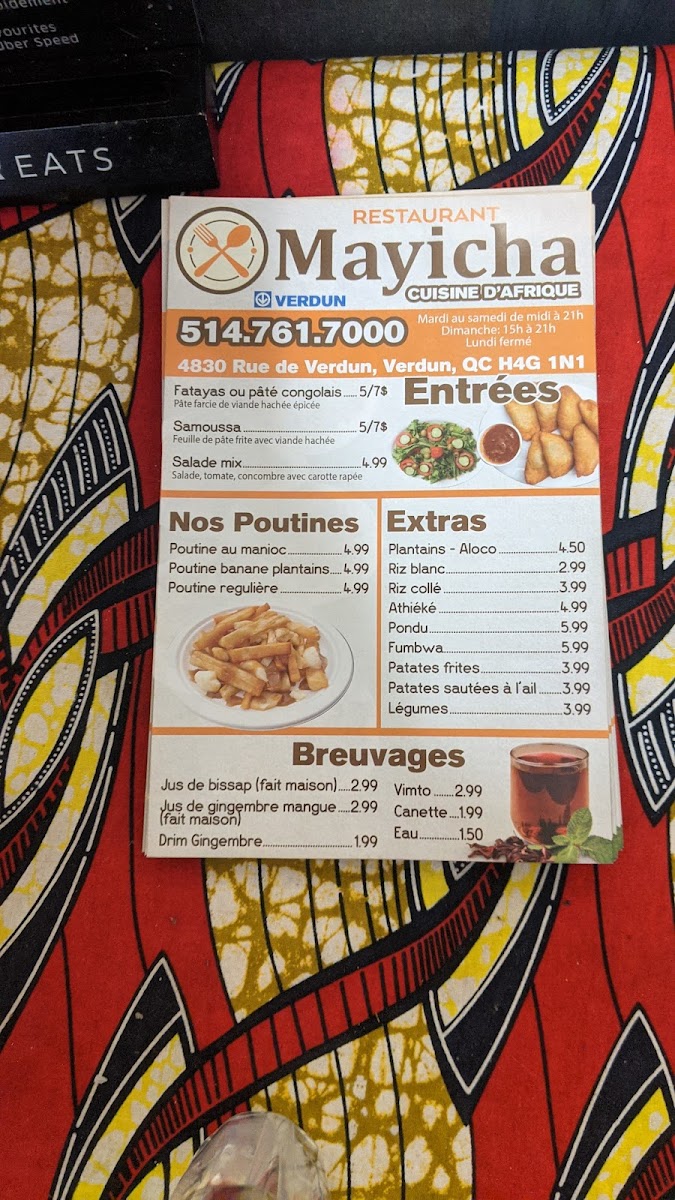 avourites
Uber Speed
EATS
RESTAURANT
Mayicha
CUISINE D'AFRIQUE
VERDUN
514.761.7000
Mardi au samedi de midi à 21h
Dimanche: 15h à 21h
Lundi fermé
4830 Rue de Verdun, Verdun, QC H4G 1N1
Entrées
Fatayas ou pâté congolais......5/7$
Pâte farcie de viande hachée épicée
Samoussa......5/7$
Feuille de pâte frite avec viande hachée
Salade mix......4.99
Salade, tomate, concombre avec carotte rapée
Nos Poutines
Poutine au manioc......4.99
Poutine banane plantains......4.99
Poutine regulière......4.99
Extras
Plantains - Aloco......4.50
Riz blanc......2.99
Riz collé......3.99
Athiéké......4.99
Pondu......5.99
Fumbwa......5.99
Patates frites......3.99
Patates sautées à l'ail......3.99
Légumes......3.99
Breuvages
Jus de bissap (fait maison)......2.99
Jus de gingembre mangue......2.99
(fait maison)
Drim Gingembre......1.99
Vimto......2.99
Canette......1.99
Eau......1.50